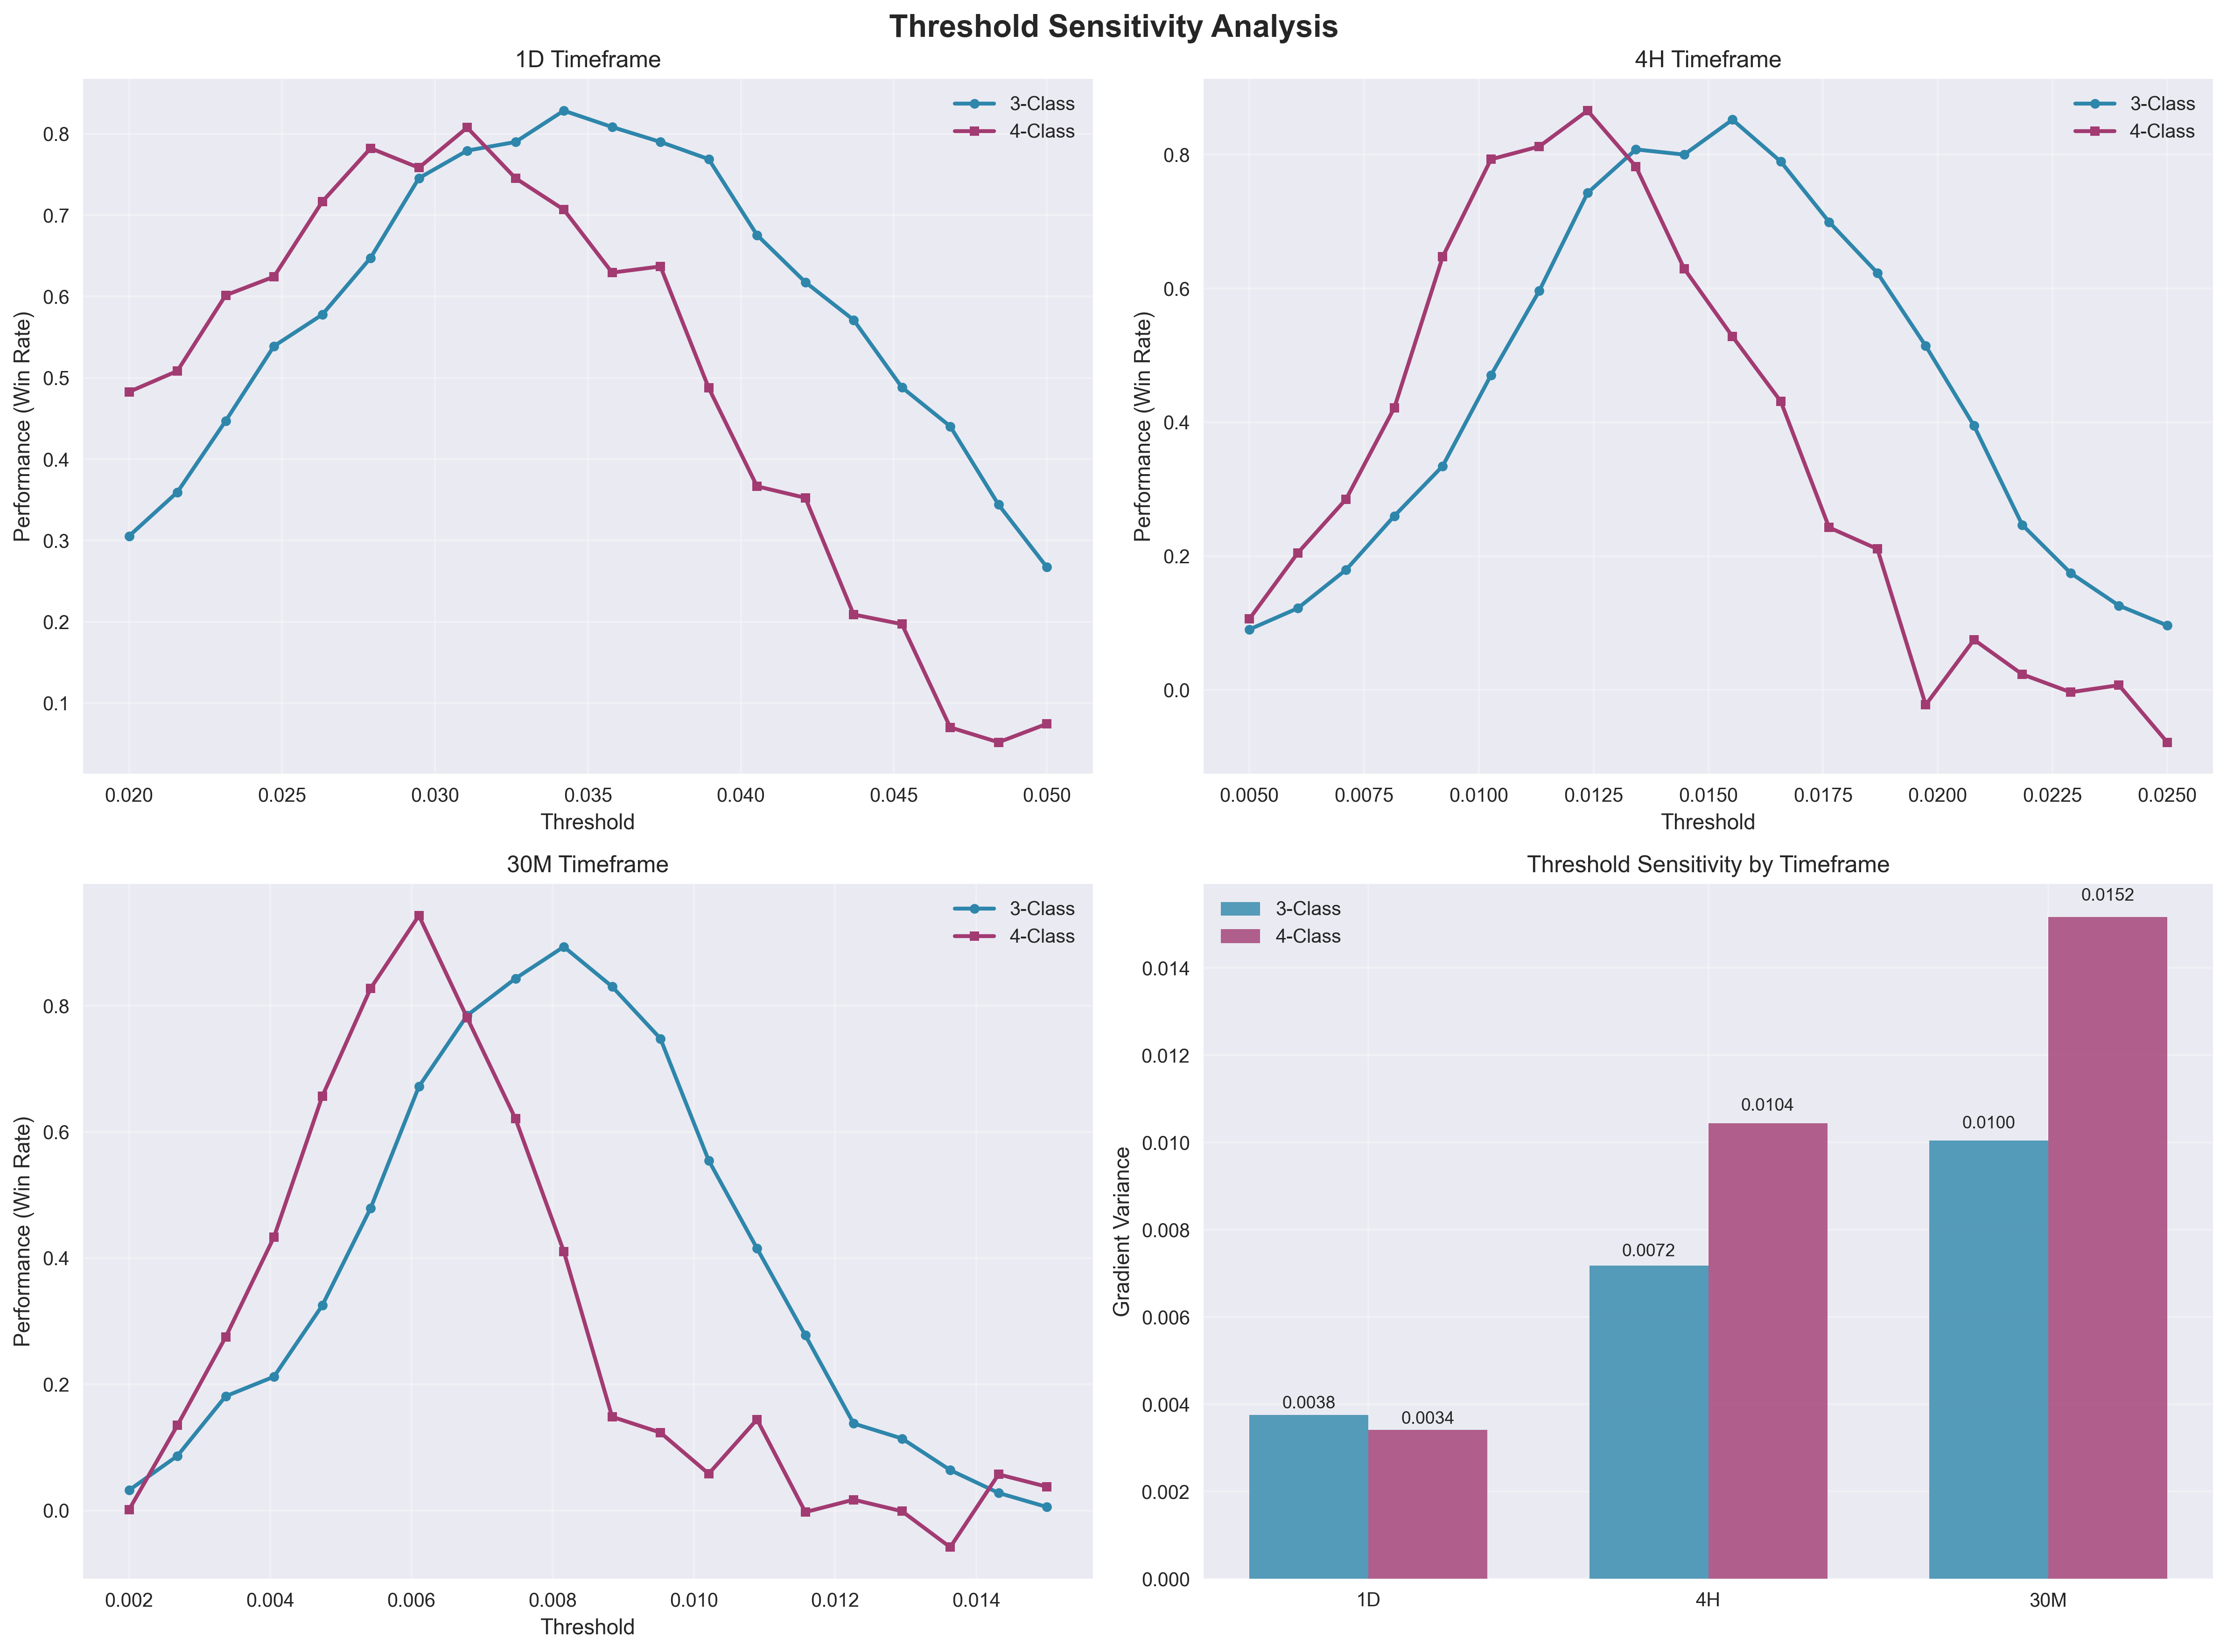 Threshold Sensitivity Analysis
1D Timeframe
3-Class
4-Class
Performance (Win Rate)
0.8
0.7
0.6
0.5
0.4
0.3
0.2
0.1
0.020 0.025 0.030 0.035 0.040 0.045 0.050
Threshold
4H Timeframe
3-Class
4-Class
Performance (Win Rate)
0.8
0.6
0.4
0.2
0.0
0.0050 0.0075 0.0100 0.0125 0.0150 0.0175 0.0200 0.0225 0.0250
Threshold
30M Timeframe
3-Class
4-Class
Performance (Win Rate)
0.8
0.6
0.4
0.2
0.0
0.002 0.004 0.006 0.008 0.010 0.012 0.014
Threshold
Threshold Sensitivity by Timeframe
3-Class
4-Class
Gradient Variance
0.014
0.012
0.010
0.008
0.006
0.004
0.002
0.000
0.0038
0.0034
0.0072
0.0104
0.0100
0.0152
1D 4H 30M